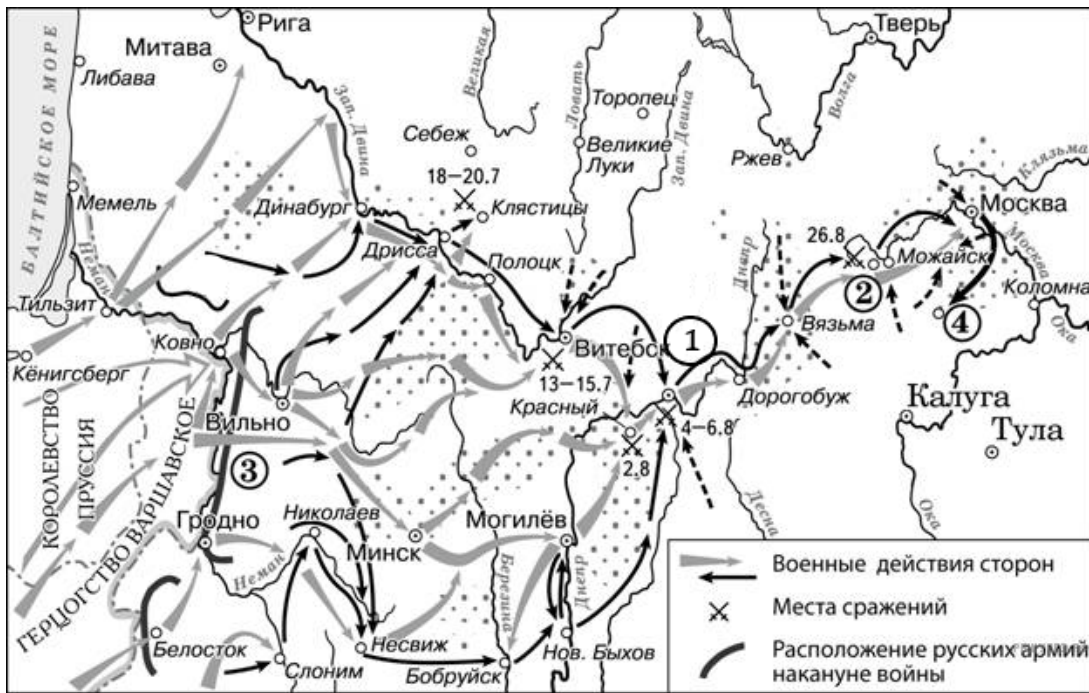 Рига
Тверь
Митава
Либава
БАЛТИЙСКОЕ МОРЕ
Зап. Двина
Великая
Ловать
Торопец
Зап. Двина
Волга
Себеж
Великие
Луки
Ржев
Клязьма
18–20.7
Мемель
Динабург
Клястицы
Москва
Неман
Дрисса
Полоцк
Днепр
26.8
Можайск
Москва
Тильзит
2
Коломна
4
Ока
Ковно
Витебск
1
Вязьма
Кёнигсберг
13–15.7
Вильно
Красный
Дорогобуж
Калуга
4–6.8
Тула
КОРОЛЕВСТВО
ПРУССИЯ
ГЕРЦОГСТВО ВАРШАВСКОЕ
3
2.8
Гродно
Николаев
Могилёв
Десна
Ока
Неман
Минск
Березина
Днепр
Белосток
Слоним
Несвиж
Бобруйск
Нов. Быхов
Военные действия сторон
Места сражений
Расположение русских армий
накануне войны